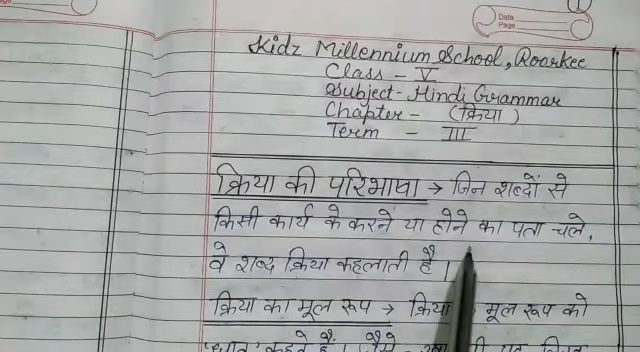 Date
Page
Kidz Millennium School, Roorkee
Class - V
Subject - Hindi Grammar
Chapter - (क्रिया)
Term - III
क्रिया की परिभाषा → जिन शब्दों से
किसी कार्य के करने या होने का पता चले,
वे शब्द क्रिया कहलाती है।
क्रिया का मूल रूप → क्रिया मूल रूप को